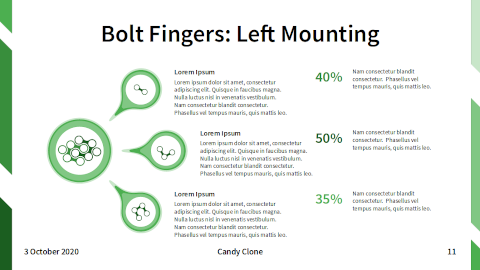 Bolt Fingers: Left Mounting
Lorem Ipsum
Lorem ipsum dolor sit amet, consectetur
adipiscing elit. Quisque in faucibus magna.
Nulla luctus nisl in venenatis vestibulum.
Nam consectetur blandit consectetur.
Phasellus vel tempus mauris, quis mattis leo.
40%
Nam consectetur blandit
consectetur. Phasellus vel
tempus mauris, quis mattis leo.
Lorem Ipsum
Lorem ipsum dolor sit amet, consectetur
adipiscing elit. Quisque in faucibus magna.
Nulla luctus nisl in venenatis vestibulum.
Nam consectetur blandit consectetur.
Phasellus vel tempus mauris, quis mattis leo.
50%
Nam consectetur blandit
consectetur. Phasellus vel
tempus mauris, quis mattis leo.
Lorem Ipsum
Lorem ipsum dolor sit amet, consectetur
adipiscing elit. Quisque in faucibus magna.
Nulla luctus nisl in venenatis vestibulum.
Nam consectetur blandit consectetur.
Phasellus vel tempus mauris, quis mattis leo.
35%
Nam consectetur blandit
consectetur. Phasellus vel
tempus mauris, quis mattis leo.
3 October 2020
Candy Clone
11